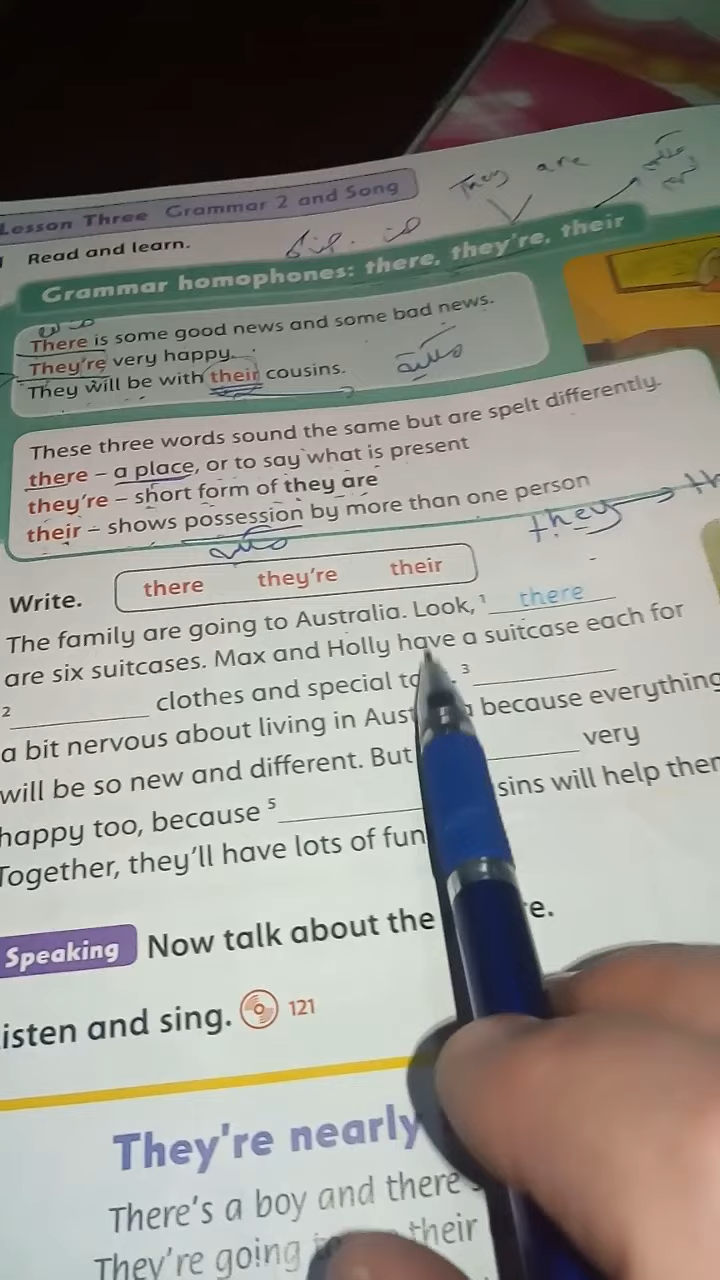 Lesson Three Grammar 2 and Song
They are
Read and learn.
Grammar homophones: there, they're, their
There is some good news and some bad news.
They're very happy.
They will be with their cousins.
ملكية
These three words sound the same but are spelt differently.
there – a place, or to say what is present
they're – short form of they are
their – shows possession by more than one person
they → th
Write.
there they're their
The family are going to Australia. Look, 1 there
are six suitcases. Max and Holly have a suitcase each for
2 clothes and special 3
a bit nervous about living in because everything
will be so new and different. But very
happy too, because 5 sins will help
Together, they'll have lots of fun
Speaking Now talk about the e.
isten and sing. 121
They're nearly
There's a boy and there
They're going their